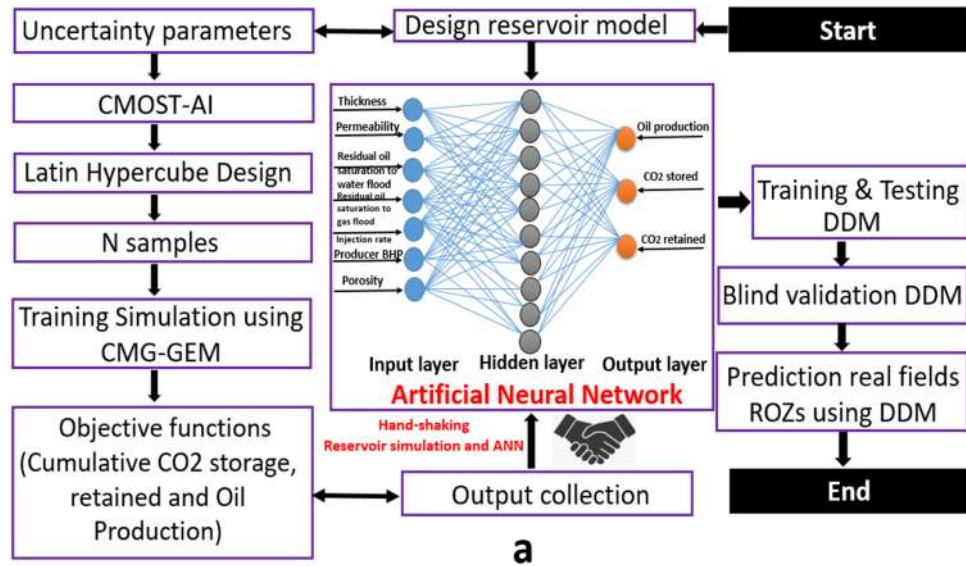 Start
Design reservoir model
Uncertainty parameters
CMOST-AI
Latin Hypercube Design
N samples
Training Simulation using
CMG-GEM
Objective functions
(Cumulative CO2 storage,
retained and Oil
Production)
Output collection
Hand-shaking
Reservoir simulation and ANN
Thickness
Permeability
Residual oil
saturation to
water flood
Residual oil
saturation to
gas flood
Injection rate
Producer BHP
Porosity
Oil production
CO2 stored
CO2 retained
Input layer
Hidden layer
Output layer
Artificial Neural Network
Training & Testing
DDM
Blind validation DDM
Prediction real fields
ROZs using DDM
End
a